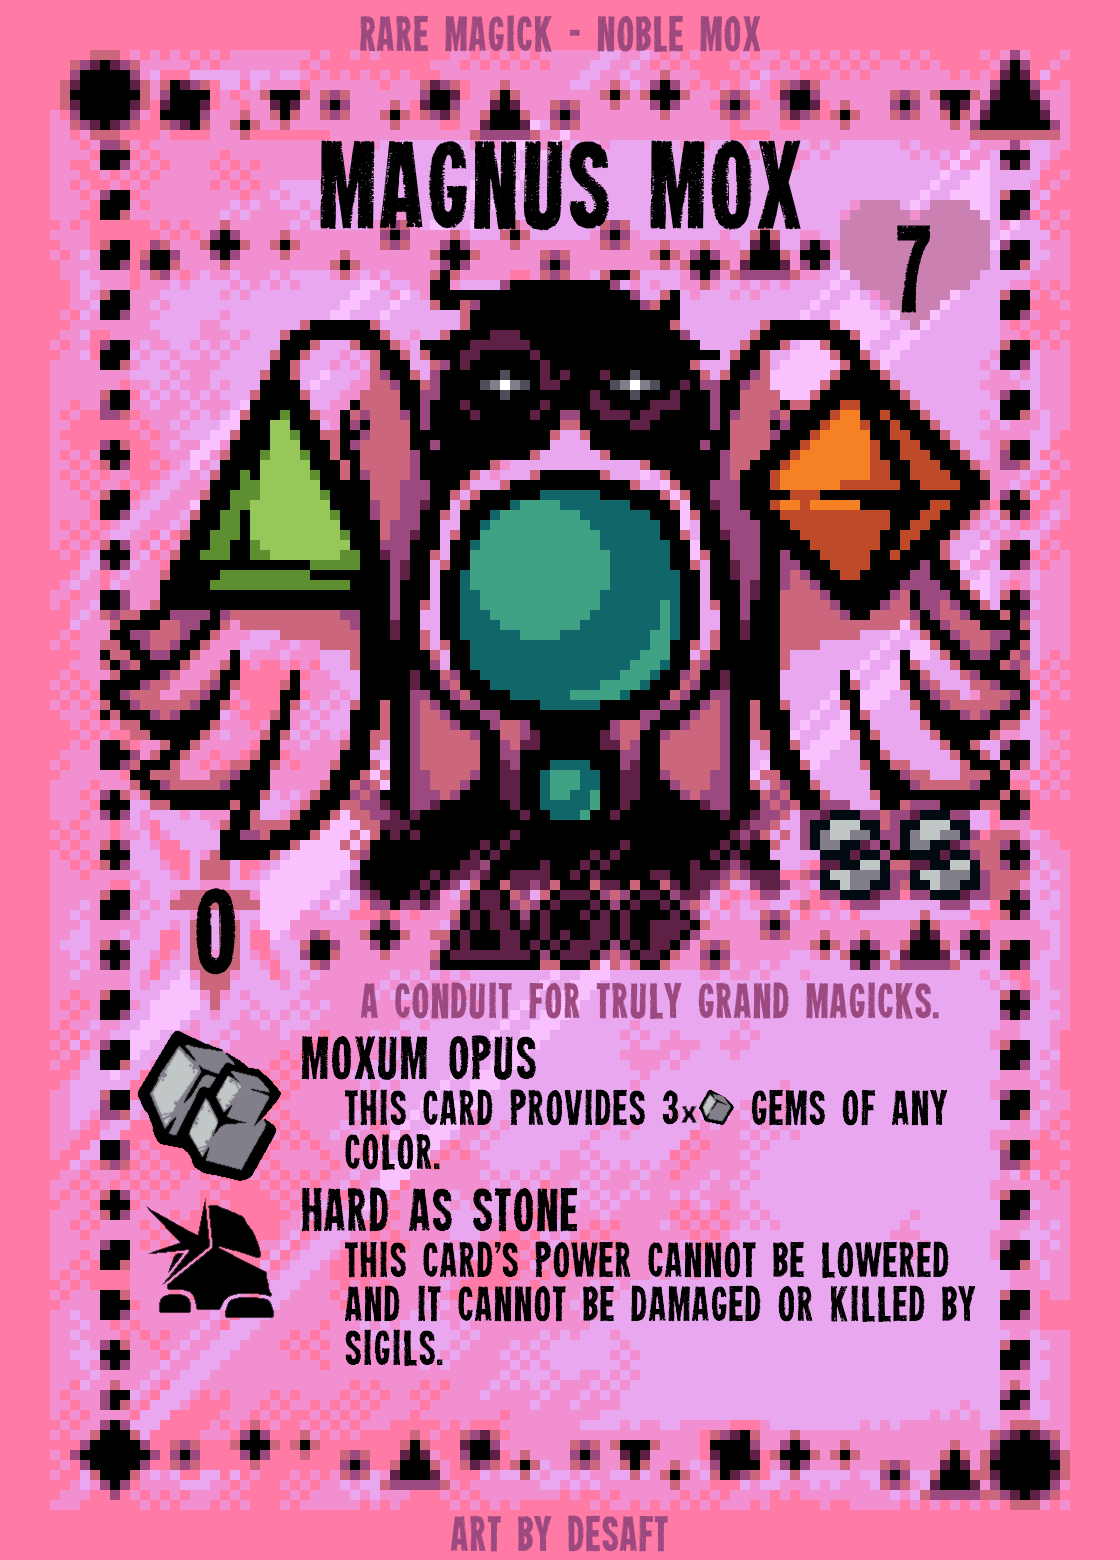 RARE MAGICK - NOBLE MOX
MAGNUS MOX
7
0
A CONDUIT FOR TRULY GRAND MAGICKS.
MOXUM OPUS
THIS CARD PROVIDES 3x GEMS OF ANY
COLOR.
HARD AS STONE
THIS CARD'S POWER CANNOT BE LOWERED
AND IT CANNOT BE DAMAGED OR KILLED BY
SIGILS.
ART BY DESAFT